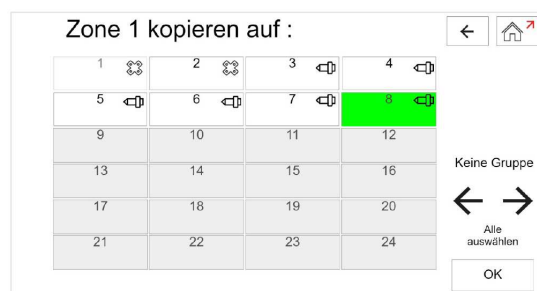 Zone 1 kopieren auf :
1 2 3 4
5 6 7 8
9 10 11 12
13 14 15 16
17 18 19 20
21 22 23 24
Keine Gruppe
Alle
auswählen
OK